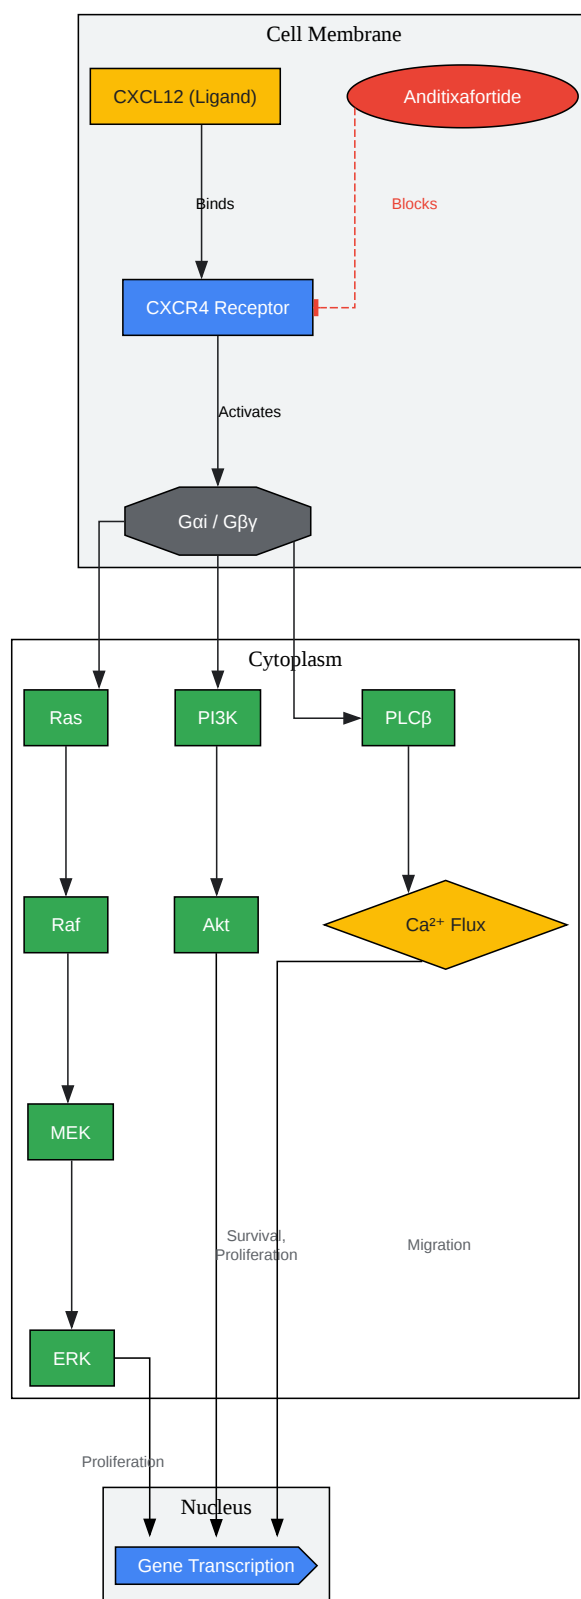 Cell Membrane
CXCL12 (Ligand)
Anditixafortide
Binds
Blocks
CXCR4 Receptor
Activates
Gαi / Gβγ
Cytoplasm
Ras
PI3K
PLCβ
Raf
Akt
Ca²⁺ Flux
MEK
Survival,
Proliferation
Migration
ERK
Proliferation
Nucleus
Gene Transcription